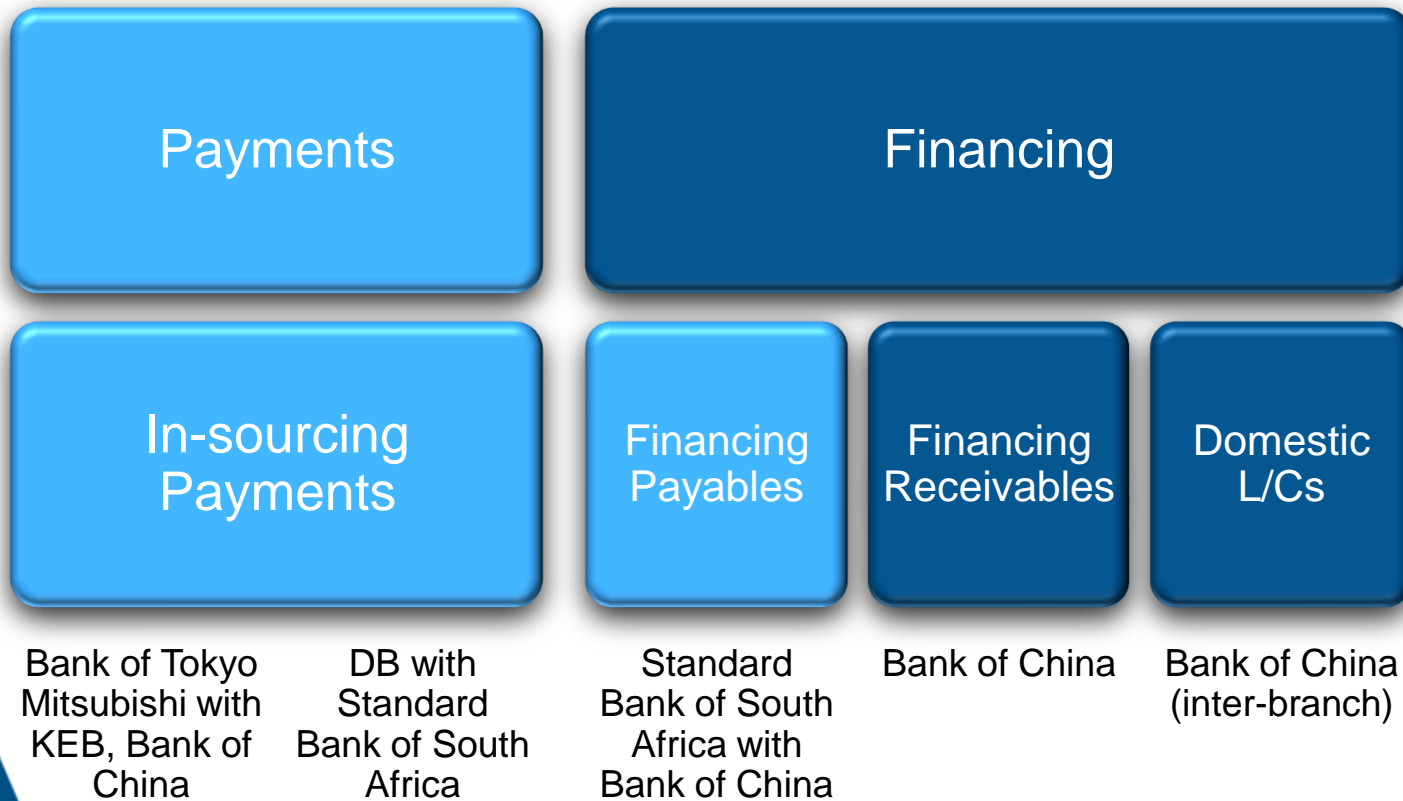 Payments
Financing
In-sourcing
Payments
Financing
Payables
Financing
Receivables
Domestic
L/Cs
Bank of Tokyo
Mitsubishi with
KEB, Bank of
China
DB with
Standard
Bank of South
Africa
Standard
Bank of South
Africa with
Bank of China
Bank of China
Bank of China
(inter-branch)